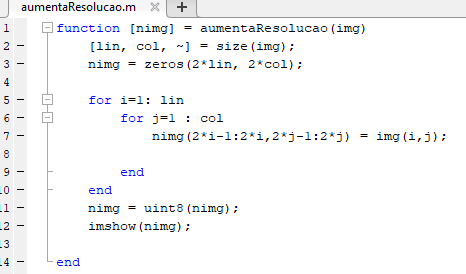 aumentaResolucao.m × +
1 function [nimg] = aumentaResolucao(img)
2 – [lin, col, ~] = size(img);
3 – nimg = zeros(2*lin, 2*col);
4
5 – for i=1: lin
6 – for j=1 : col
7 – nimg(2*i-1:2*i,2*j-1:2*j) = img(i,j);
8
9 – end
10 – end
11 – nimg = uint8(nimg);
12 – imshow(nimg);
13
14 – end